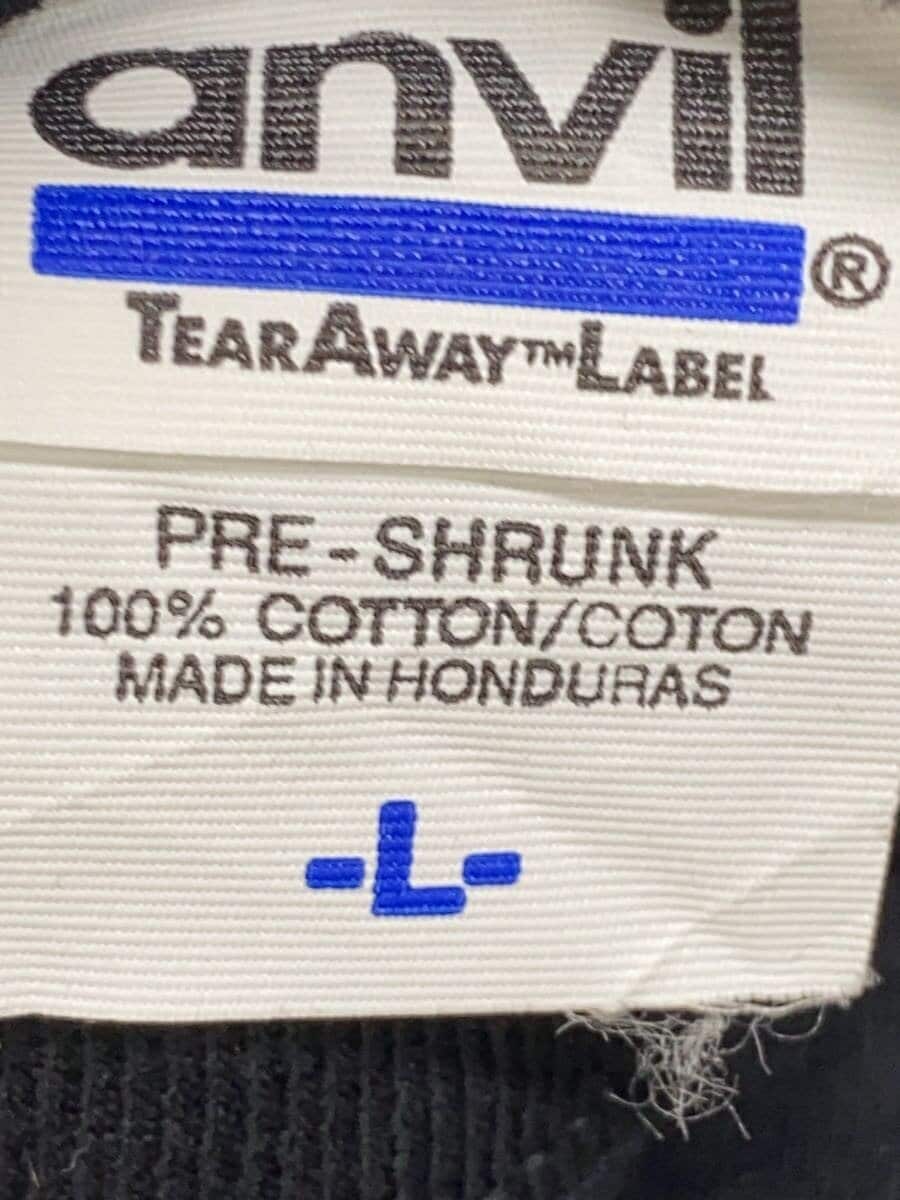 anvil
®
TEARAWAY™LABEL
PRE-SHRUNK
100% COTTON/COTON
MADE IN HONDURAS
-L-